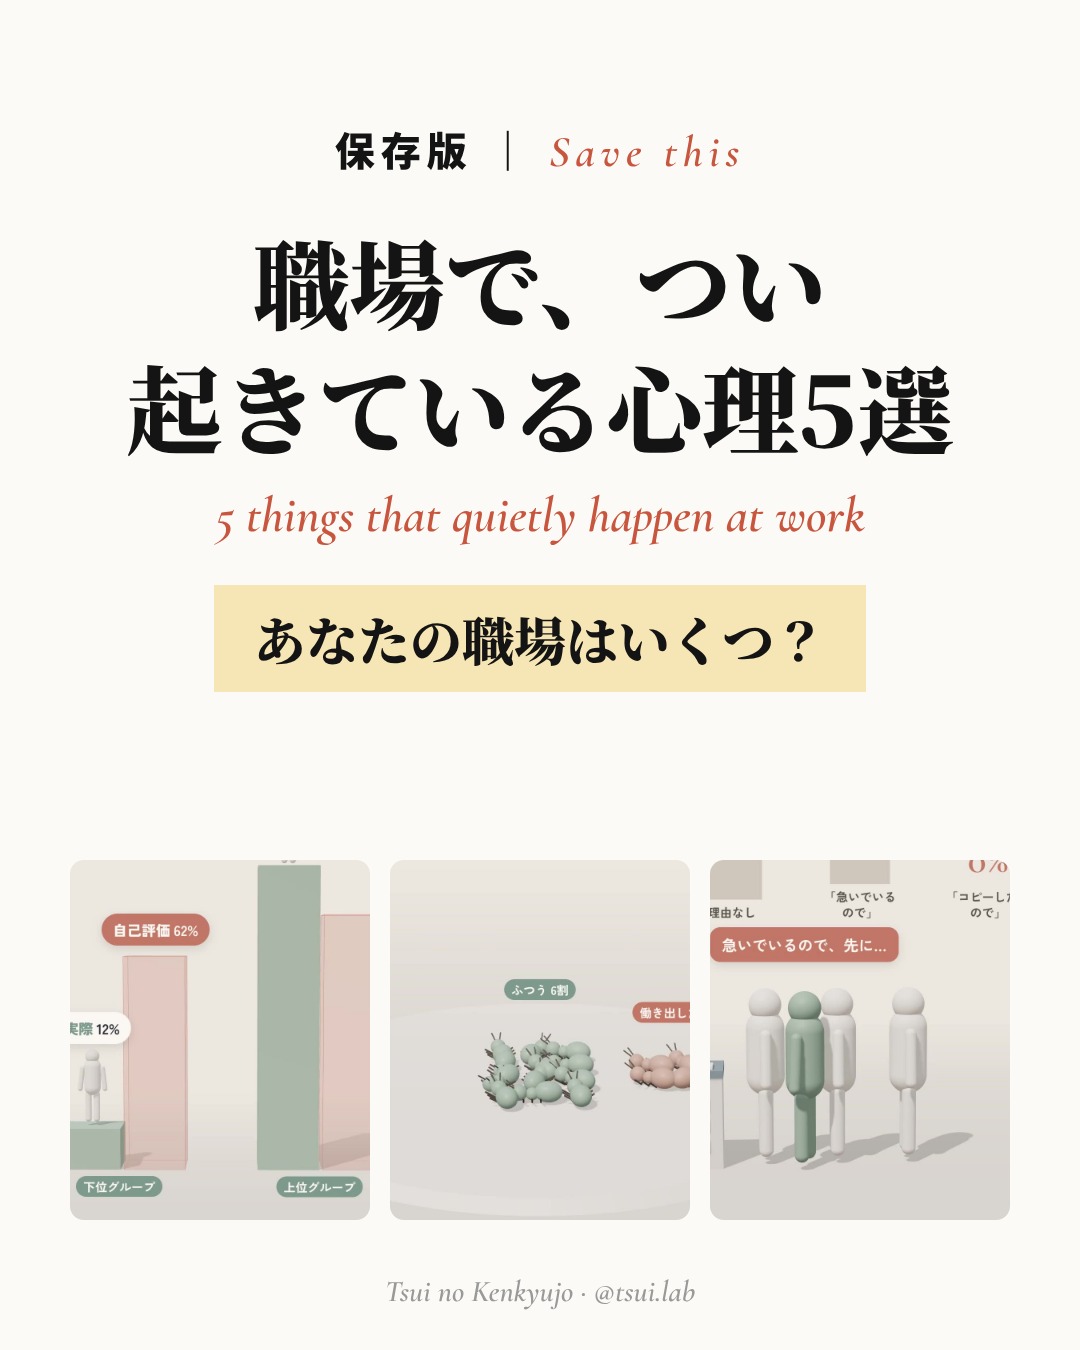 保存版 | Save this
職場で、つい
起きている心理5選
5 things that quietly happen at work
あなたの職場はいくつ？
自己評価 62%
実際 12%
下位グループ
上位グループ
ふつう 6割
働き出し
0%
理由なし
「急いでいる
ので」
「コピーした
ので」
急いでいるので、先に…
Tsui no Kenkyujo · @tsui.lab